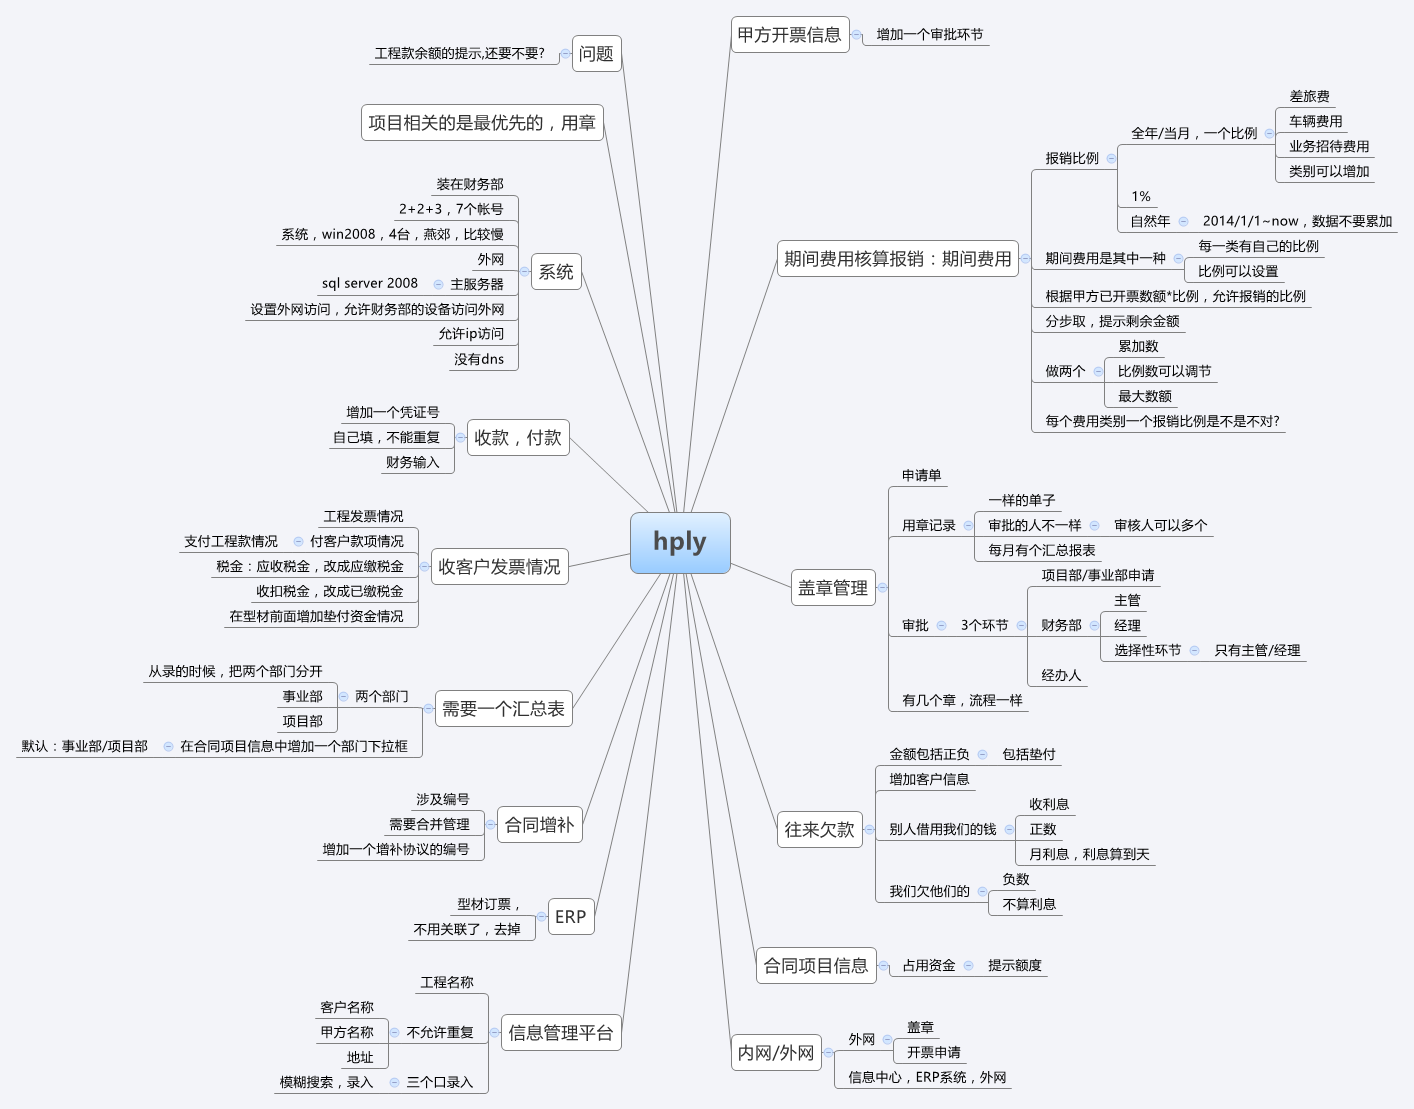 hply
甲方开票信息
增加一个审批环节
期间费用核算报销：期间费用
报销比例
全年/当月，一个比例
差旅费
车辆费用
业务招待费用
类别可以增加
1%
自然年
2014/1/1~now，数据不要累加
期间费用是其中一种
每一类有自己的比例
比例可以设置
根据甲方已开票数额*比例，允许报销的比例
分步取，提示剩余金额
做两个
累加数
比例数可以调节
最大数额
每个费用类别一个报销比例是不是不对?
盖章管理
申请单
用章记录
一样的单子
审批的人不一样
审核人可以多个
每月有个汇总报表
审批
3个环节
项目部/事业部申请
财务部
主管
经理
选择性环节
只有主管/经理
经办人
有几个章，流程一样
往来欠款
金额包括正负
包括垫付
增加客户信息
别人借用我们的钱
收利息
正数
月利息，利息算到天
我们欠他们的
负数
不算利息
合同项目信息
占用资金
提示额度
内网/外网
外网
盖章
开票申请
信息中心，ERP系统，外网
问题
工程款余额的提示,还要不要?
项目相关的是最优先的，用章
系统
装在财务部
2+2+3，7个帐号
系统，win2008，4台，燕郊，比较慢
外网
主服务器
sql server 2008
设置外网访问，允许财务部的设备访问外网
允许ip访问
没有dns
收款，付款
增加一个凭证号
自己填，不能重复
财务输入
收客户发票情况
工程发票情况
付客户款项情况
支付工程款情况
税金：应收税金，改成应缴税金
收扣税金，改成已缴税金
在型材前面增加垫付资金情况
需要一个汇总表
两个部门
从录的时候，把两个部门分开
事业部
项目部
在合同项目信息中增加一个部门下拉框
默认：事业部/项目部
合同增补
涉及编号
需要合并管理
增加一个增补协议的编号
ERP
型材订票，
不用关联了，去掉
信息管理平台
工程名称
不允许重复
客户名称
甲方名称
地址
三个口录入
模糊搜索，录入